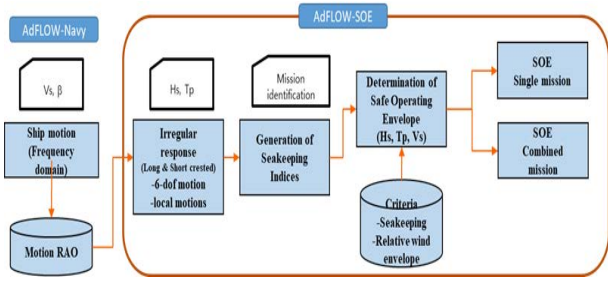 AdFLOW-Navy
AdFLOW-SOE
Vs, β
Hs, Tp
Mission
identification
Ship motion
(Frequency
domain)
Motion RAO
Irregular
response
(Long & Short crested)
-6-dof motion
-local motions
Generation of
Seakeeping
Indices
Determination of
Safe Operating
Envelope
(Hs, Tp, Vs)
Criteria
-Seakeeping
-Relative wind
envelope
SOE
Single mission
SOE
Combined
mission